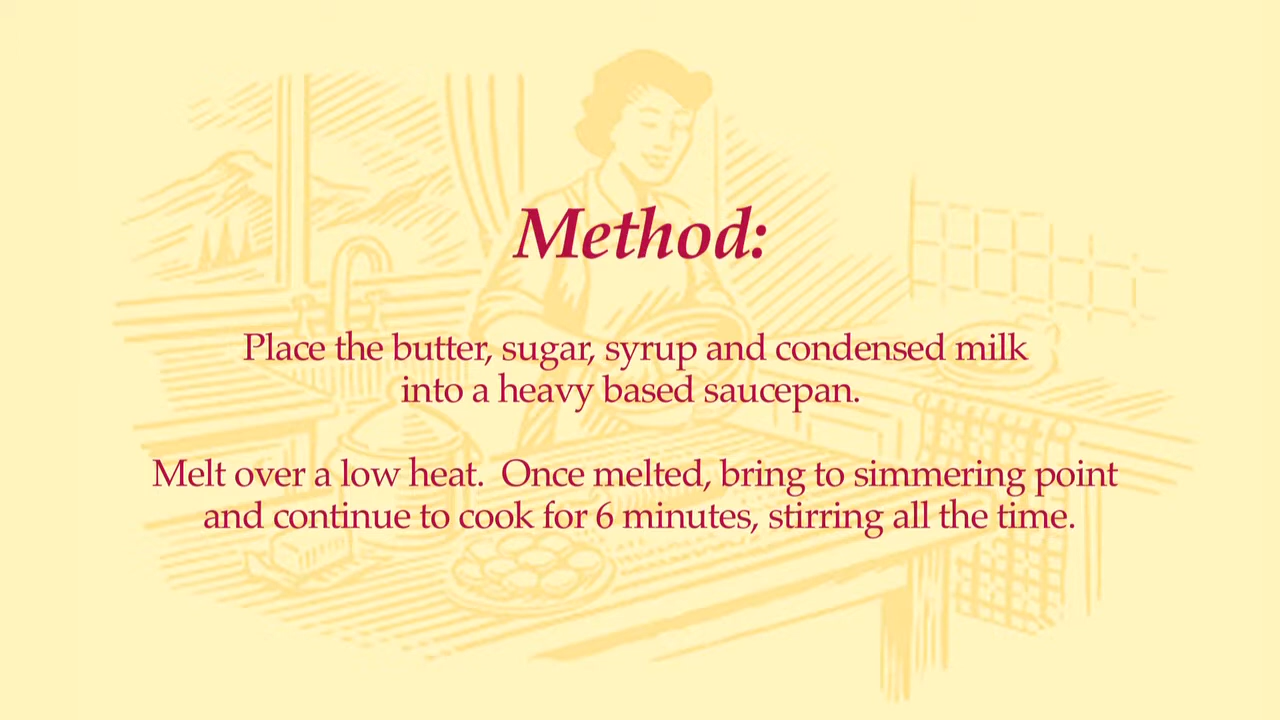 Method:
Place the butter, sugar, syrup and condensed milk
into a heavy based saucepan.
Melt over a low heat.  Once melted, bring to simmering point
and continue to cook for 6 minutes, stirring all the time.